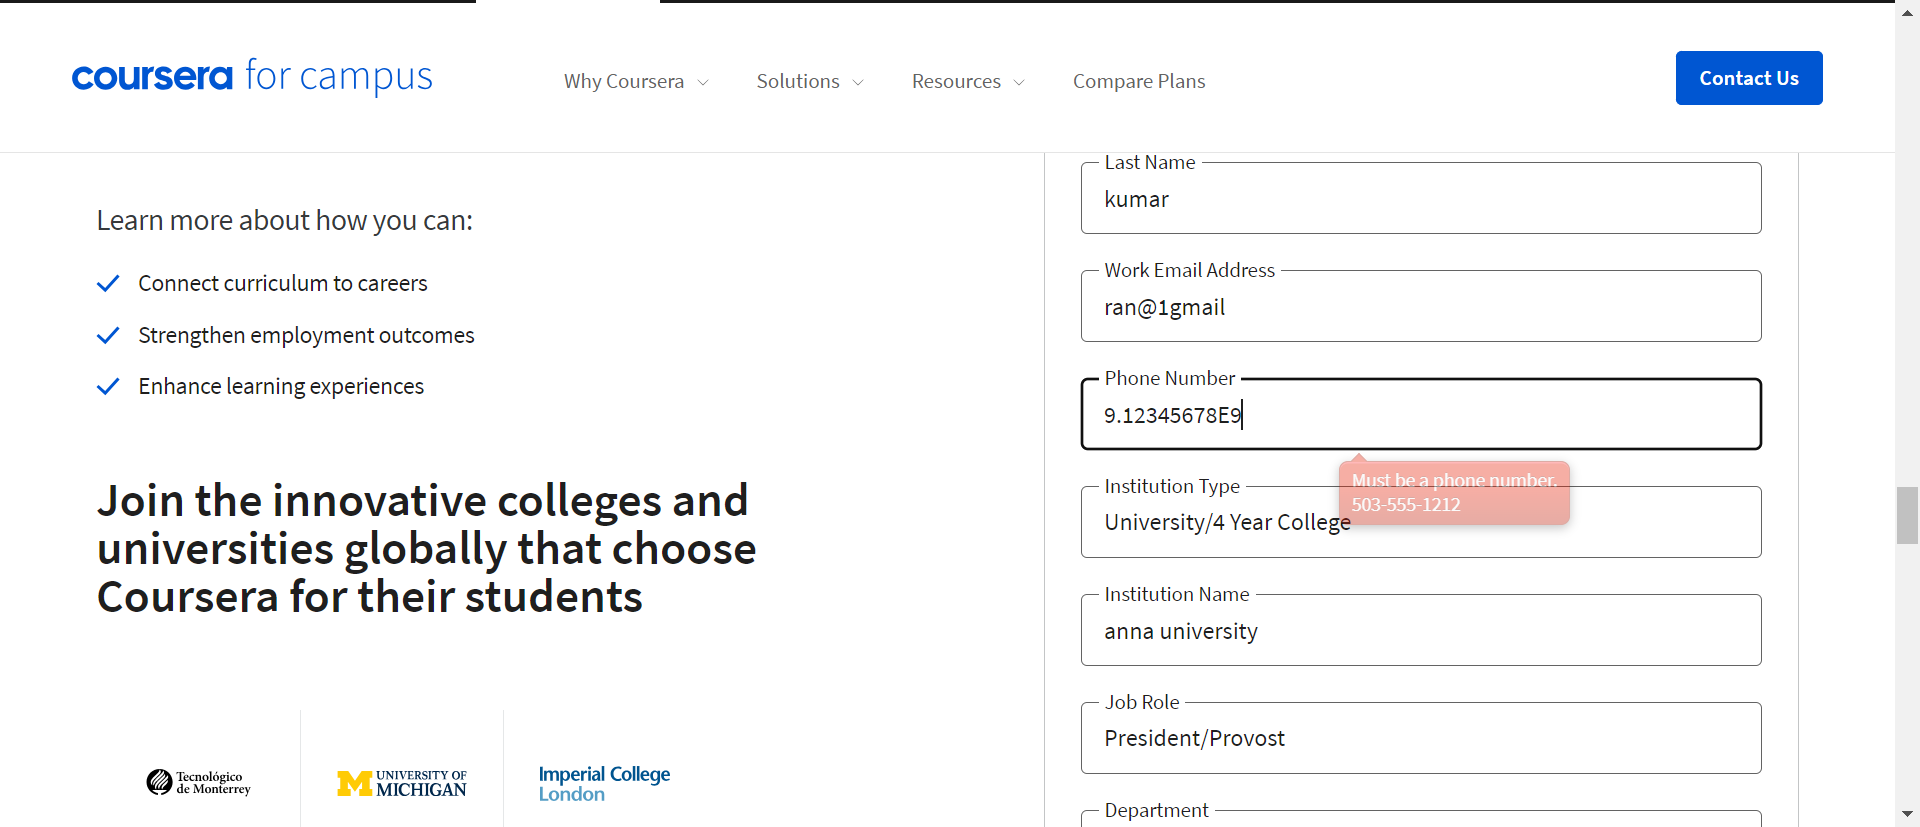 coursera for campus
Why Coursera
Solutions
Resources
Compare Plans
Contact Us
Learn more about how you can:
Connect curriculum to careers
Strengthen employment outcomes
Enhance learning experiences
Join the innovative colleges and
universities globally that choose
Coursera for their students
Tecnológico
de Monterrey
M UNIVERSITY OF
MICHIGAN
Imperial College
London
Last Name
kumar
Work Email Address
ran@1gmail
Phone Number
9.12345678E9
Must be a phone number.
503-555-1212
Institution Type
University/4 Year College
Institution Name
anna university
Job Role
President/Provost
Department